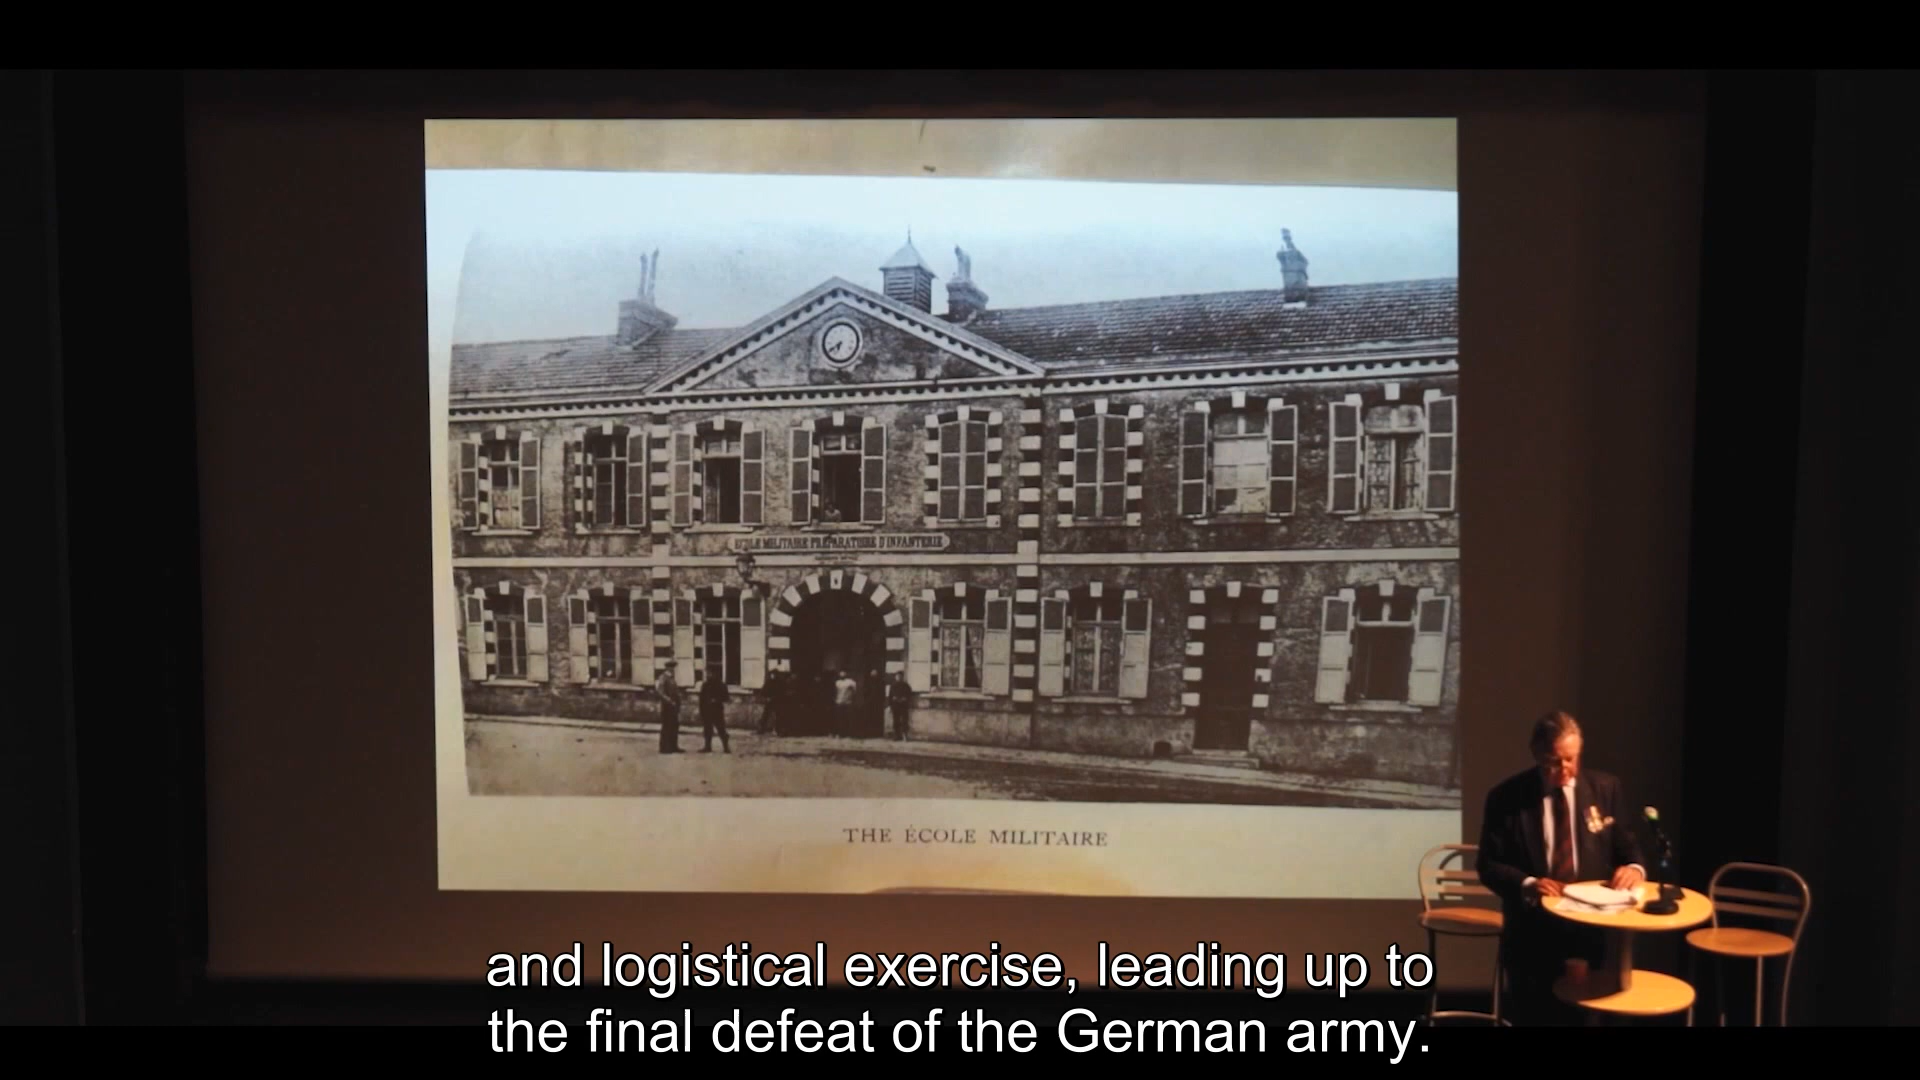 ECOLE MILITAIRE PRÉPARATOIRE D'INFANTERIE
THE ÉCOLE MILITAIRE
and logistical exercise, leading up to
the final defeat of the German army.